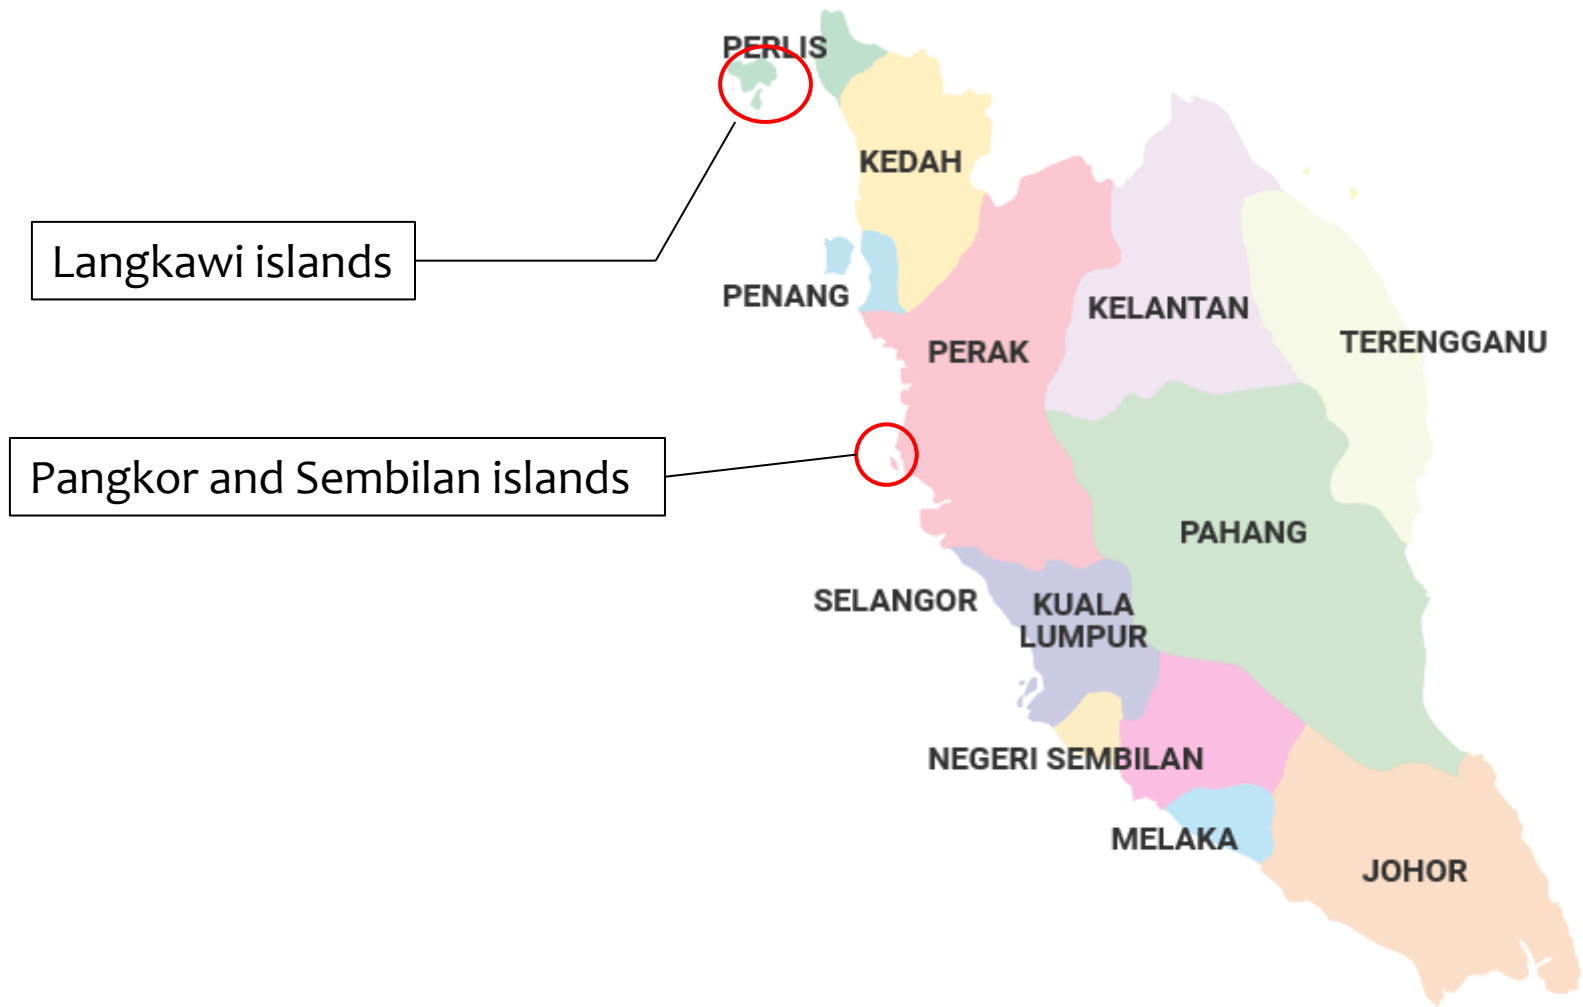 PERLIS
KEDAH
Langkawi islands
PENANG
KELANTAN
TERENGGANU
PERAK
Pangkor and Sembilan islands
PAHANG
SELANGOR
KUALA
LUMPUR
NEGERI SEMBILAN
MELAKA
JOHOR